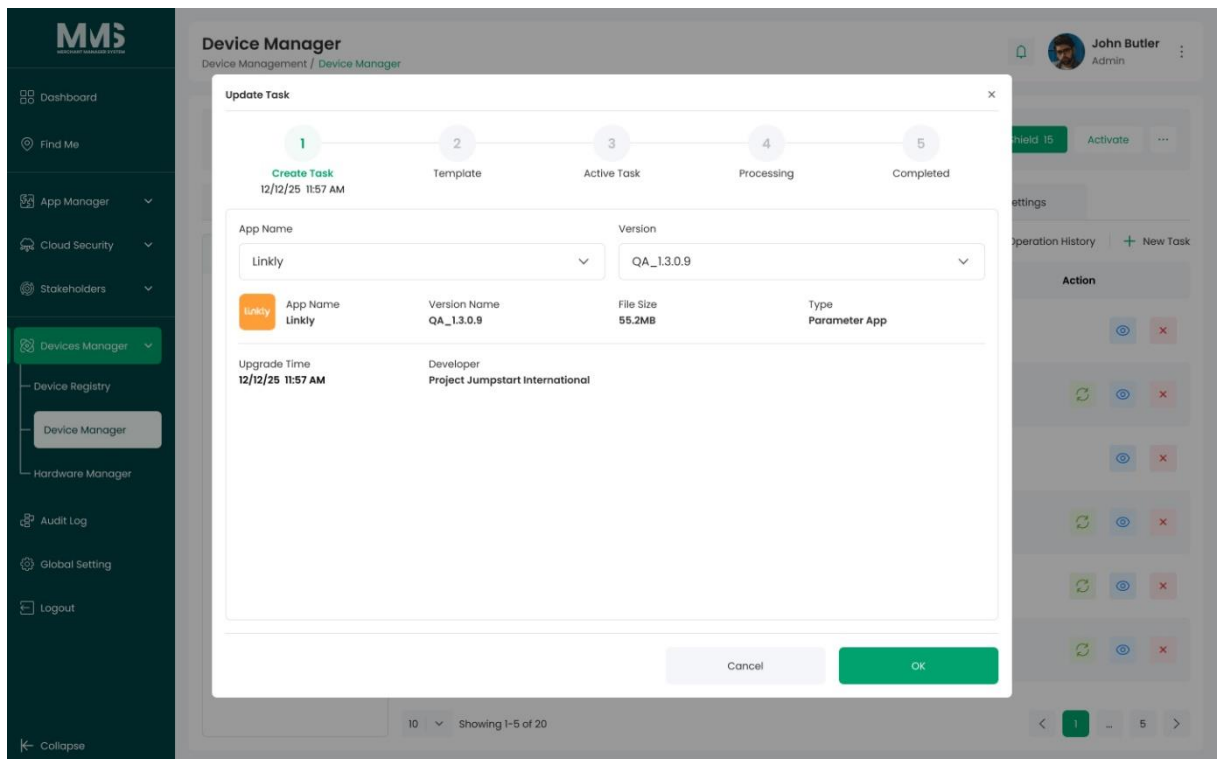 MMS
MERCHANT MANAGER SYSTEM
Dashboard
Find Me
App Manager
Cloud Security
Stakeholders
Devices Manager
Device Registry
Device Manager
Hardware Manager
Audit Log
Global Setting
Logout
Collapse
Device Manager
Device Management / Device Manager
John Butler
Admin
Shield 15 Activate ...
ettings
Operation History + New Task
Action
Update Task ×
1 2 3 4 5
Create Task Template Active Task Processing Completed
12/12/25 11:57 AM
App Name Version
Linkly QA_1.3.0.9
linkly
App Name Version Name File Size Type
Linkly QA_1.3.0.9 55.2MB Parameter App
Upgrade Time Developer
12/12/25 11:57 AM Project Jumpstart International
Cancel OK
10 Showing 1-5 of 20 < 1 ... 5 >